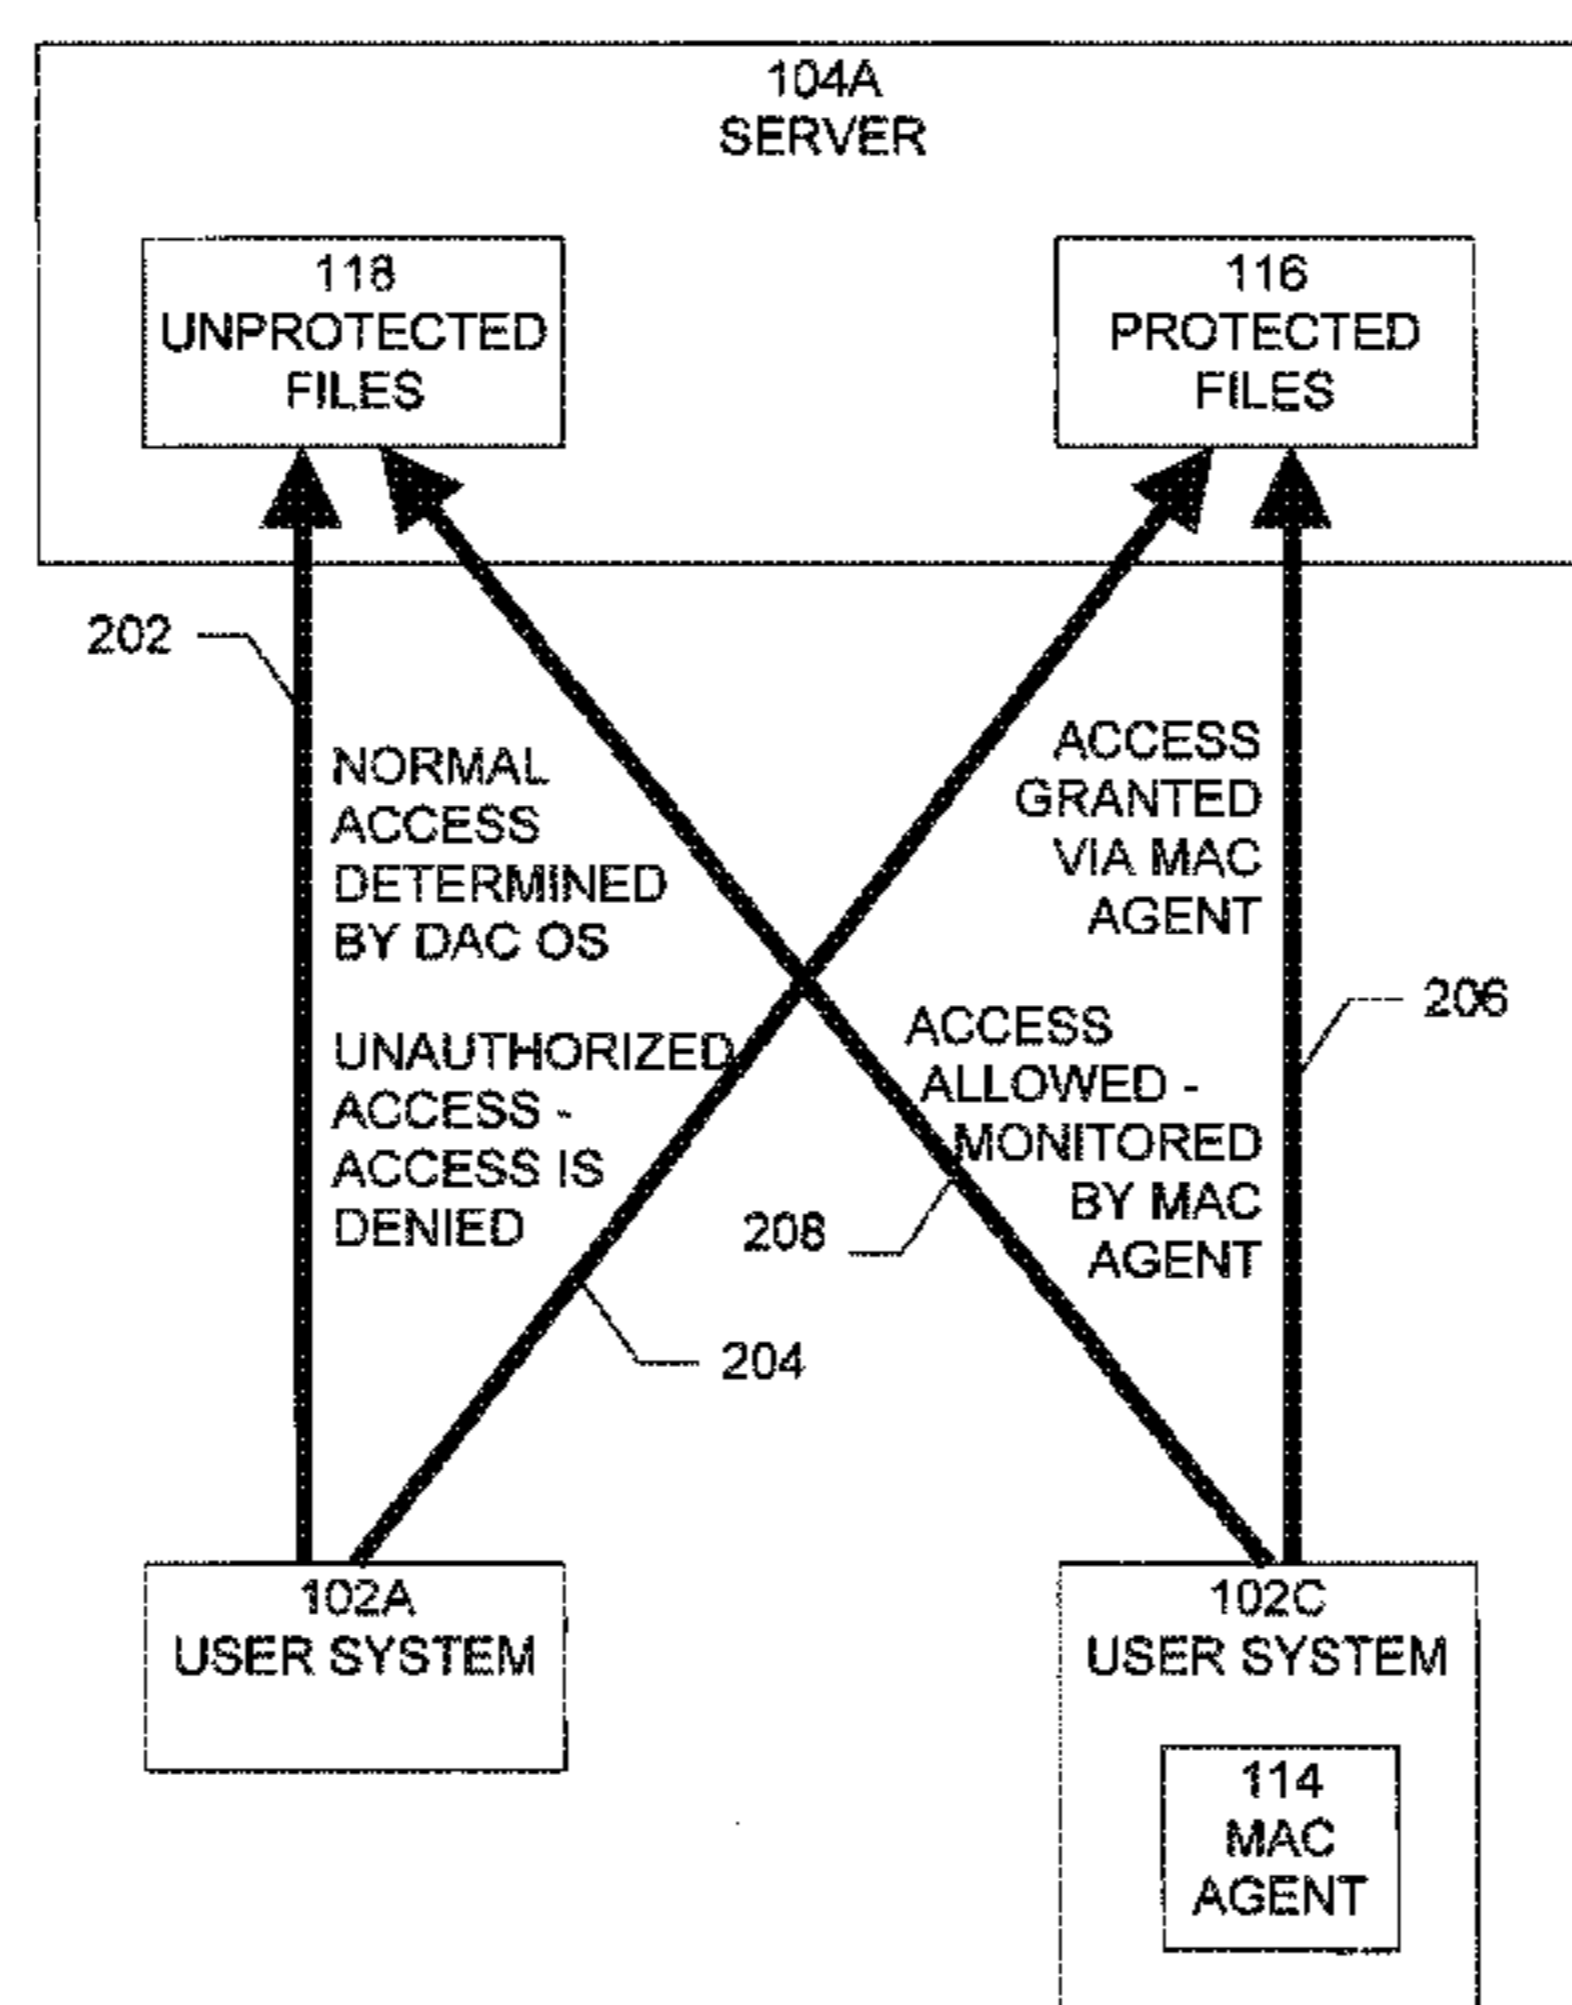 104A
SERVER
118
UNPROTECTED
FILES
116
PROTECTED
FILES
202
NORMAL
ACCESS
DETERMINED
BY DAC OS
ACCESS
GRANTED
VIA MAC
AGENT
206
UNAUTHORIZED
ACCESS -
ACCESS IS
DENIED
ACCESS
ALLOWED -
MONITORED
BY MAC
AGENT
208
204
102A
USER SYSTEM
102C
USER SYSTEM
114
MAC
AGENT